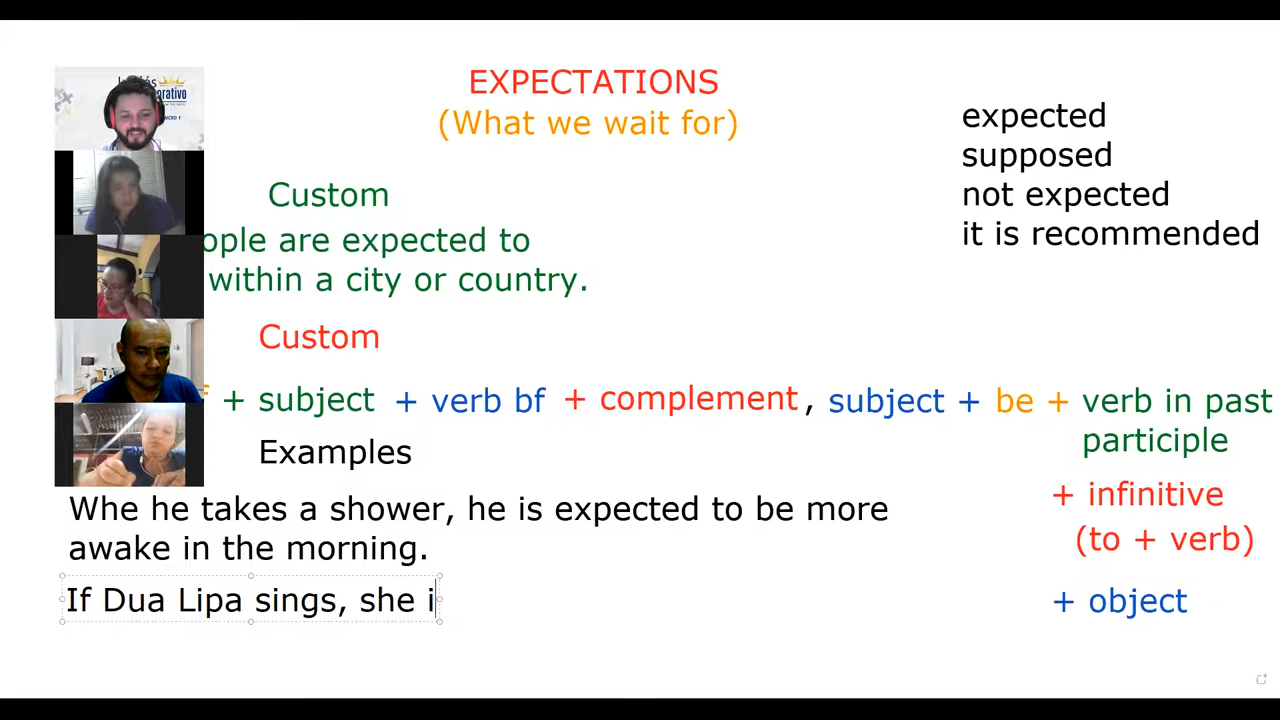 EXPECTATIONS
(What we wait for)
expected
supposed
not expected
it is recommended
Custom
ople are expected to
within a city or country.
Custom
+ subject + verb bf + complement, subject + be + verb in past
participle
Examples
+ infinitive
(to + verb)
+ object
Whe he takes a shower, he is expected to be more
awake in the morning.
If Dua Lipa sings, she i